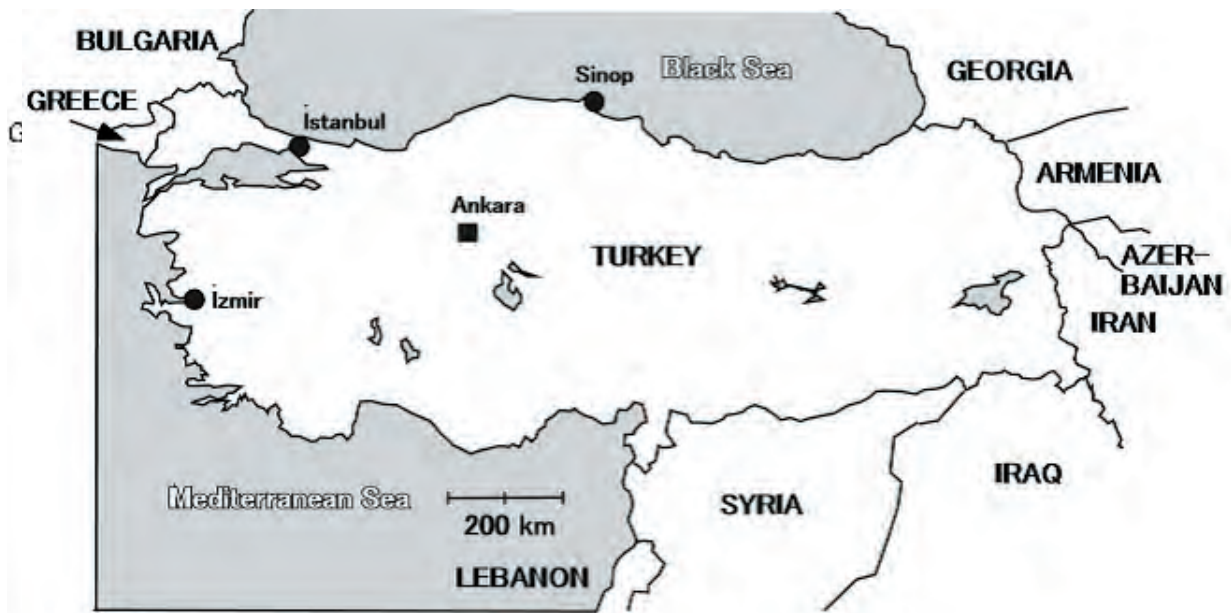 BULGARIA
Sinop
Black Sea
GEORGIA
GREECE
İstanbul
G
ARMENIA
Ankara
TURKEY
AZER-
BAIJAN
İzmir
IRAN
Mediterranean Sea
200 km
SYRIA
IRAQ
LEBANON